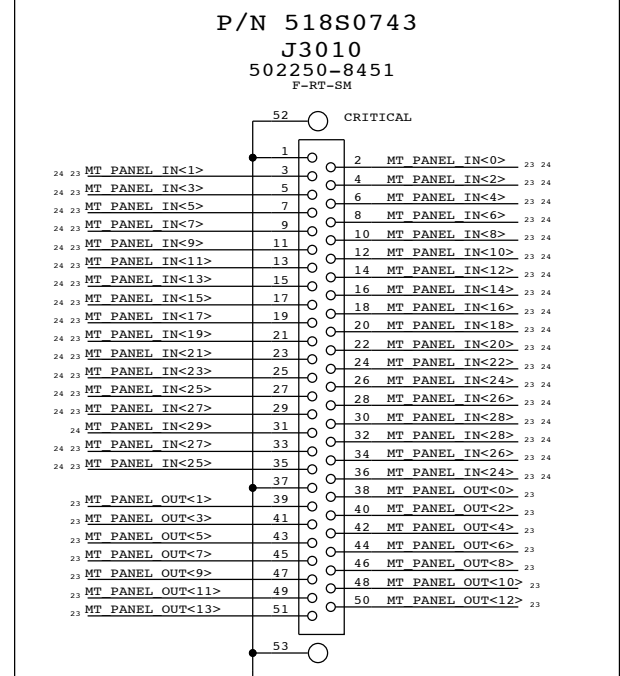 P/N 518S0743
J3010
502250-8451
F-RT-SM
52 CRITICAL
1
2 MT_PANEL_IN<0> 23 24
24 23 MT_PANEL_IN<1> 3
4 MT_PANEL_IN<2> 23 24
24 23 MT_PANEL_IN<3> 5
6 MT_PANEL_IN<4> 23 24
24 23 MT_PANEL_IN<5> 7
8 MT_PANEL_IN<6> 23 24
24 23 MT_PANEL_IN<7> 9
10 MT_PANEL_IN<8> 23 24
24 23 MT_PANEL_IN<9> 11
12 MT_PANEL_IN<10> 23 24
24 23 MT_PANEL_IN<11> 13
14 MT_PANEL_IN<12> 23 24
24 23 MT_PANEL_IN<13> 15
16 MT_PANEL_IN<14> 23 24
24 23 MT_PANEL_IN<15> 17
18 MT_PANEL_IN<16> 23 24
24 23 MT_PANEL_IN<17> 19
20 MT_PANEL_IN<18> 23 24
24 23 MT_PANEL_IN<19> 21
22 MT_PANEL_IN<20> 23 24
24 23 MT_PANEL_IN<21> 23
24 MT_PANEL_IN<22> 23 24
24 23 MT_PANEL_IN<23> 25
26 MT_PANEL_IN<24> 23 24
24 23 MT_PANEL_IN<25> 27
28 MT_PANEL_IN<26> 23 24
24 23 MT_PANEL_IN<27> 29
30 MT_PANEL_IN<28> 23 24
24 MT_PANEL_IN<29> 31
32 MT_PANEL_IN<28> 23 24
24 23 MT_PANEL_IN<27> 33
34 MT_PANEL_IN<26> 23 24
24 23 MT_PANEL_IN<25> 35
36 MT_PANEL_IN<24> 23 24
37
38 MT_PANEL_OUT<0> 23
23 MT_PANEL_OUT<1> 39
40 MT_PANEL_OUT<2> 23
23 MT_PANEL_OUT<3> 41
42 MT_PANEL_OUT<4> 23
23 MT_PANEL_OUT<5> 43
44 MT_PANEL_OUT<6> 23
23 MT_PANEL_OUT<7> 45
46 MT_PANEL_OUT<8> 23
23 MT_PANEL_OUT<9> 47
48 MT_PANEL_OUT<10> 23
23 MT_PANEL_OUT<11> 49
50 MT_PANEL_OUT<12> 23
23 MT_PANEL_OUT<13> 51
53